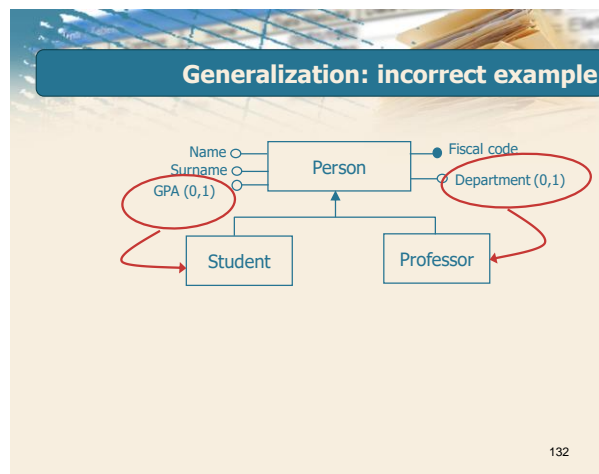 Generalization: incorrect example
Name
Surname
GPA (0,1)
Person
Fiscal code
Department (0,1)
Student
Professor
132